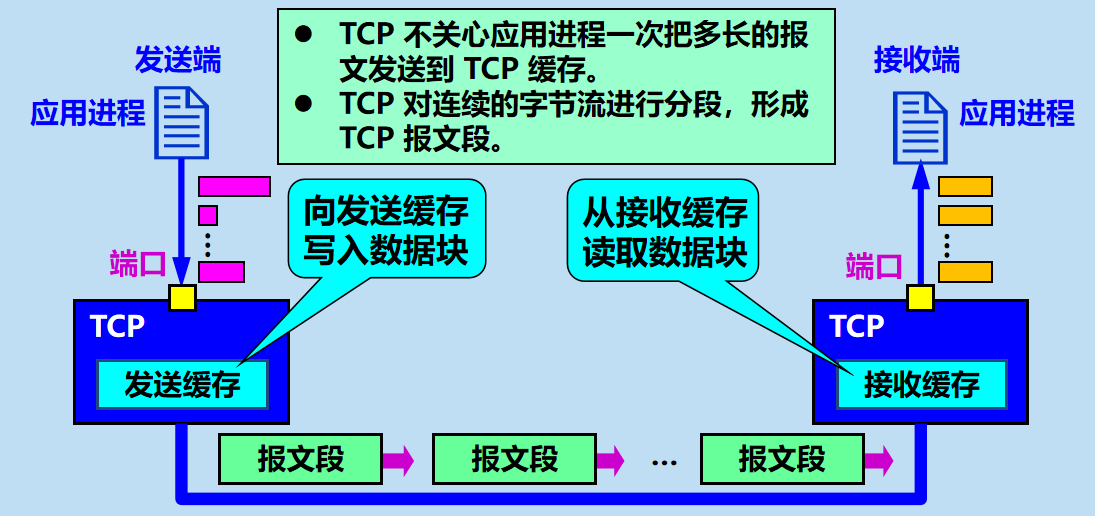 ● TCP 不关心应用进程一次把多长的报
文发送到 TCP 缓存。
● TCP 对连续的字节流进行分段，形成
TCP 报文段。
发送端
应用进程
接收端
应用进程
向发送缓存
写入数据块
从接收缓存
读取数据块
端口
端口
TCP
发送缓存
TCP
接收缓存
报文段
报文段
…
报文段